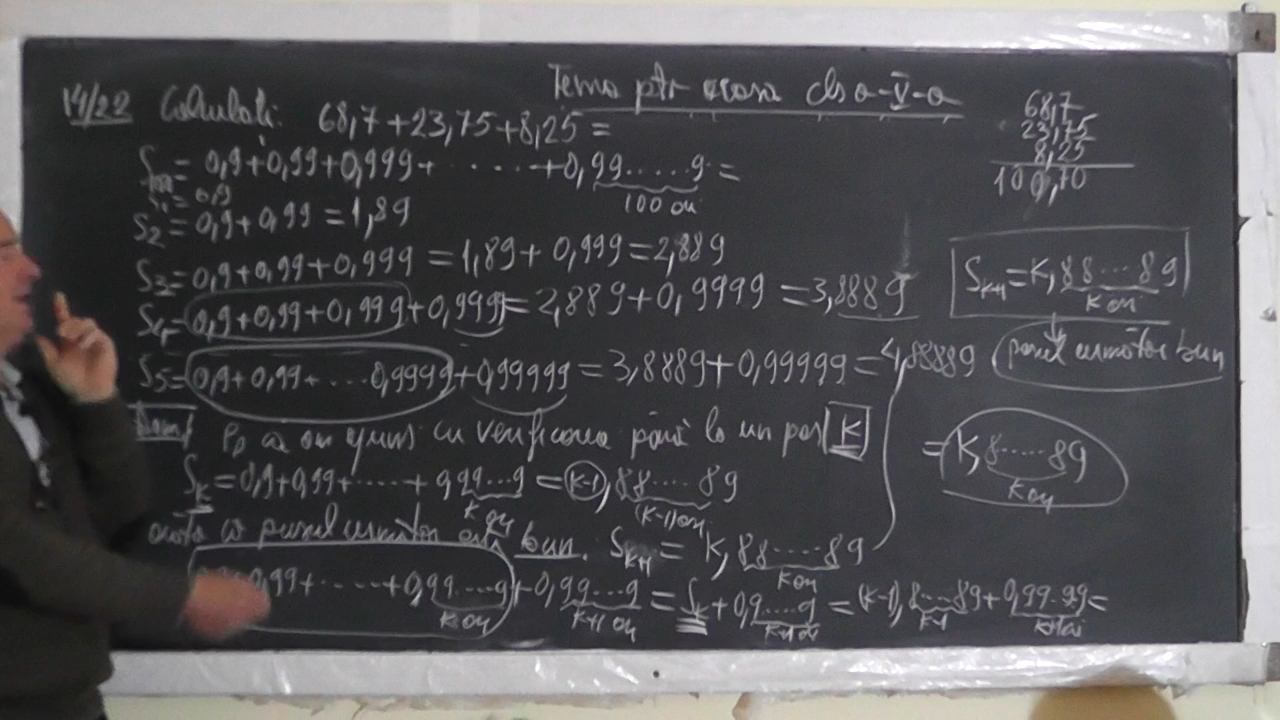 Tema ptr acasa cls a-V-a
14/22 Calculati: 68,7+23,75+8,25=
68,7
23,75
8,25
100,70
S₁₀₀= 0,9+0,99+0,999+.......+0,99.....9 =
100 ori
S₁=0,9
S₂=0,9+0,99=1,89
S₃=0,9+0,99+0,999=1,89+0,999=2,889
S₄=0,9+0,99+0,999+0,9999=2,889+0,9999=3,8889
S₅=0,9+0,99+....0,9999+0,99999=3,8889+0,99999=4,88889
Sₖ₊₁=K,88...89
K ori
pasul următor bun
Dem/ Pp că am ajuns cu verificarea până la un pas K
=K,8.....89
K ori
Sₖ=0,9+0,99+.....+0,99...9=(K-1),88....89
K ori (K-1)ori
arăt că pasul următor este bun. Sₖ₊₁=K,88....89
K ori
0,99+.....+0,99....9+0,99...9=Sₖ+0,9....9=(K-1),8...89+0,99..99=
K ori K+1 ori K+1 ori K-1 K+1 ori